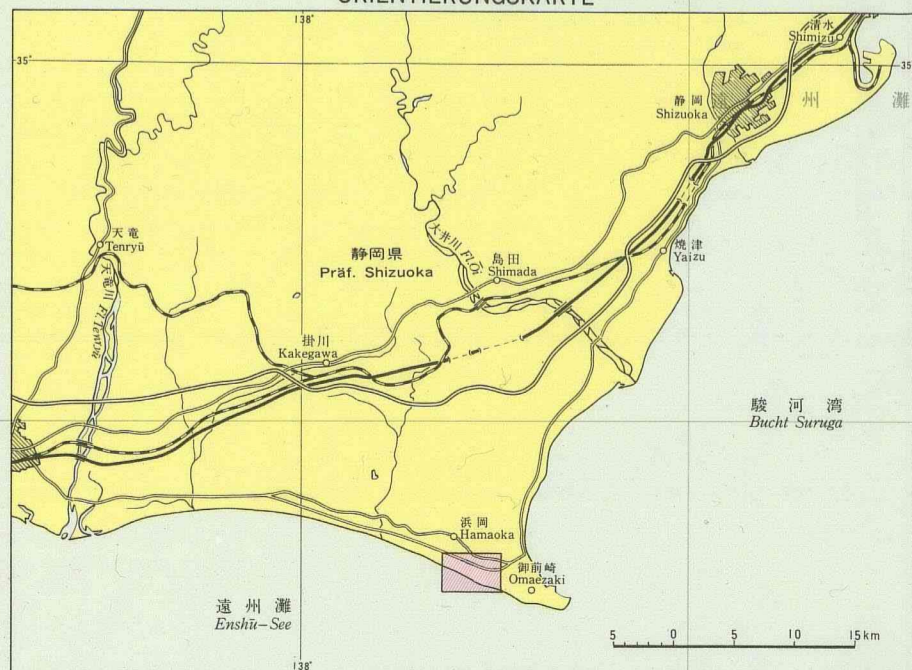 ORIENTIERUNGSKARTE
138°
清水
Shimizu
35°
35
静岡
Shizuoka
州 灘
天竜
Tenryū
天竜川 Fl.Tenryū
静岡県
Präf. Shizuoka
大井川 Fl.Ōi
島田
Shimada
焼津
Yaizu
掛川
Kakegawa
駿河湾
Bucht Suruga
浜岡
Hamaoka
御前崎
Omaezaki
遠州灘
Enshū-See
5 0 5 10 15km
138°